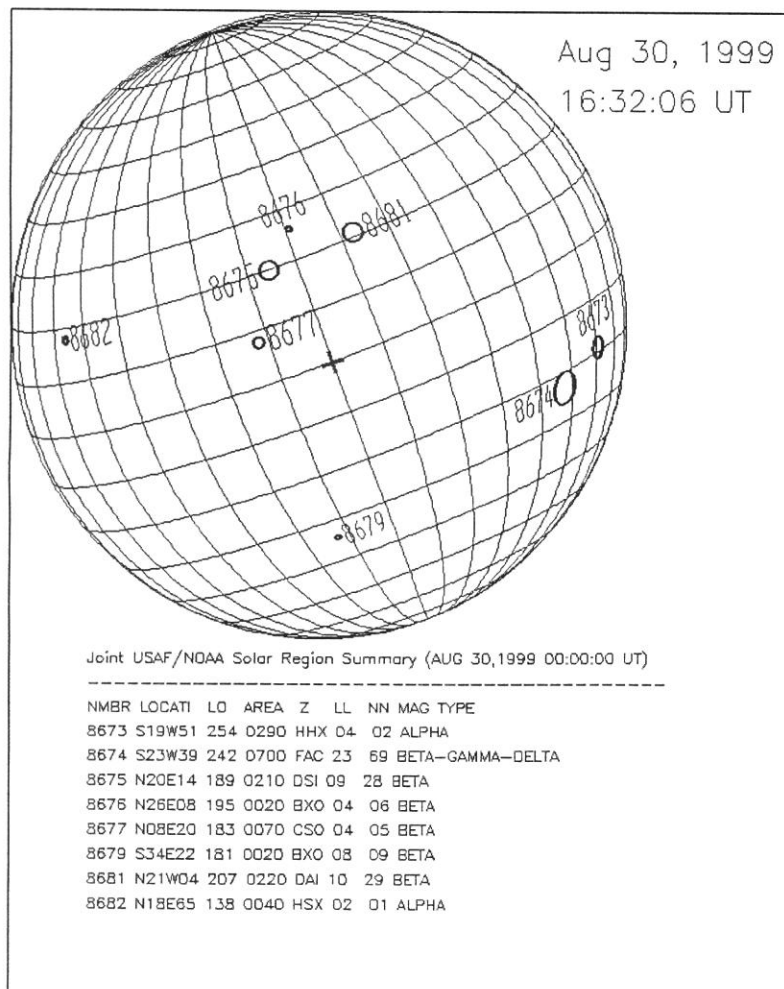 Aug 30, 1999
16:32:06 UT
8676
8681
8675
8682
8677
8673
8674
8679
Joint USAF/NOAA Solar Region Summary (AUG 30,1999 00:00:00 UT)
NMBR LOCATI LO AREA Z LL NN MAG TYPE
8673 S19W51 254 0290 HHX 04 02 ALPHA
8674 S23W39 242 0700 FAC 23 69 BETA-GAMMA-DELTA
8675 N20E14 189 0210 DSI 09 28 BETA
8676 N26E08 195 0020 BXO 04 06 BETA
8677 N08E20 183 0070 CSO 04 05 BETA
8679 S34E22 181 0020 BXO 08 09 BETA
8681 N21W04 207 0220 DAI 10 29 BETA
8682 N18E65 138 0040 HSX 02 01 ALPHA